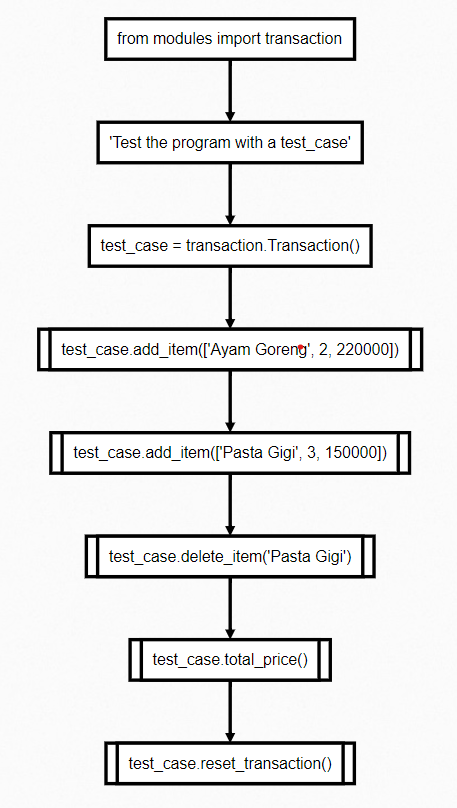 from modules import transaction
'Test the program with a test_case'
test_case = transaction.Transaction()
test_case.add_item(['Ayam Goreng', 2, 220000])
test_case.add_item(['Pasta Gigi', 3, 150000])
test_case.delete_item('Pasta Gigi')
test_case.total_price()
test_case.reset_transaction()